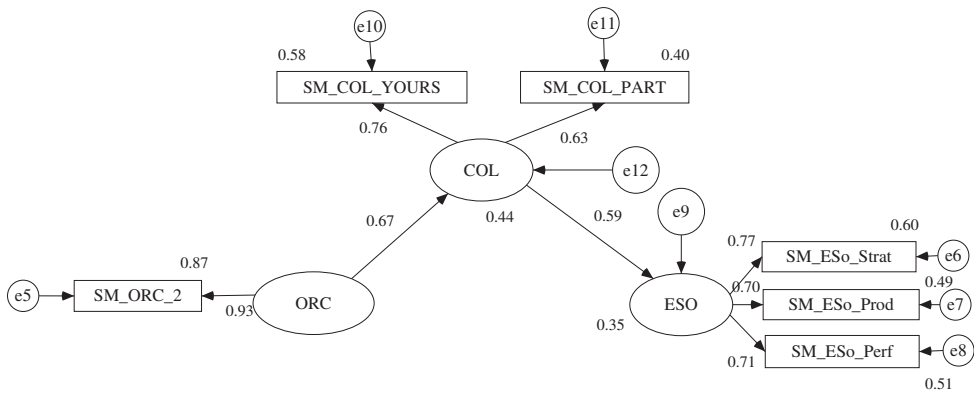 e10
e11
0.58
0.40
SM_COL_YOURS
SM_COL_PART
0.76
0.63
COL
e12
0.44
0.67
0.59
e9
0.60
0.77
SM_ESo_Strat
e6
0.87
e5
SM_ORC_2
0.93
ORC
ESO
0.35
0.70
0.49
SM_ESo_Prod
e7
0.71
SM_ESo_Perf
e8
0.51